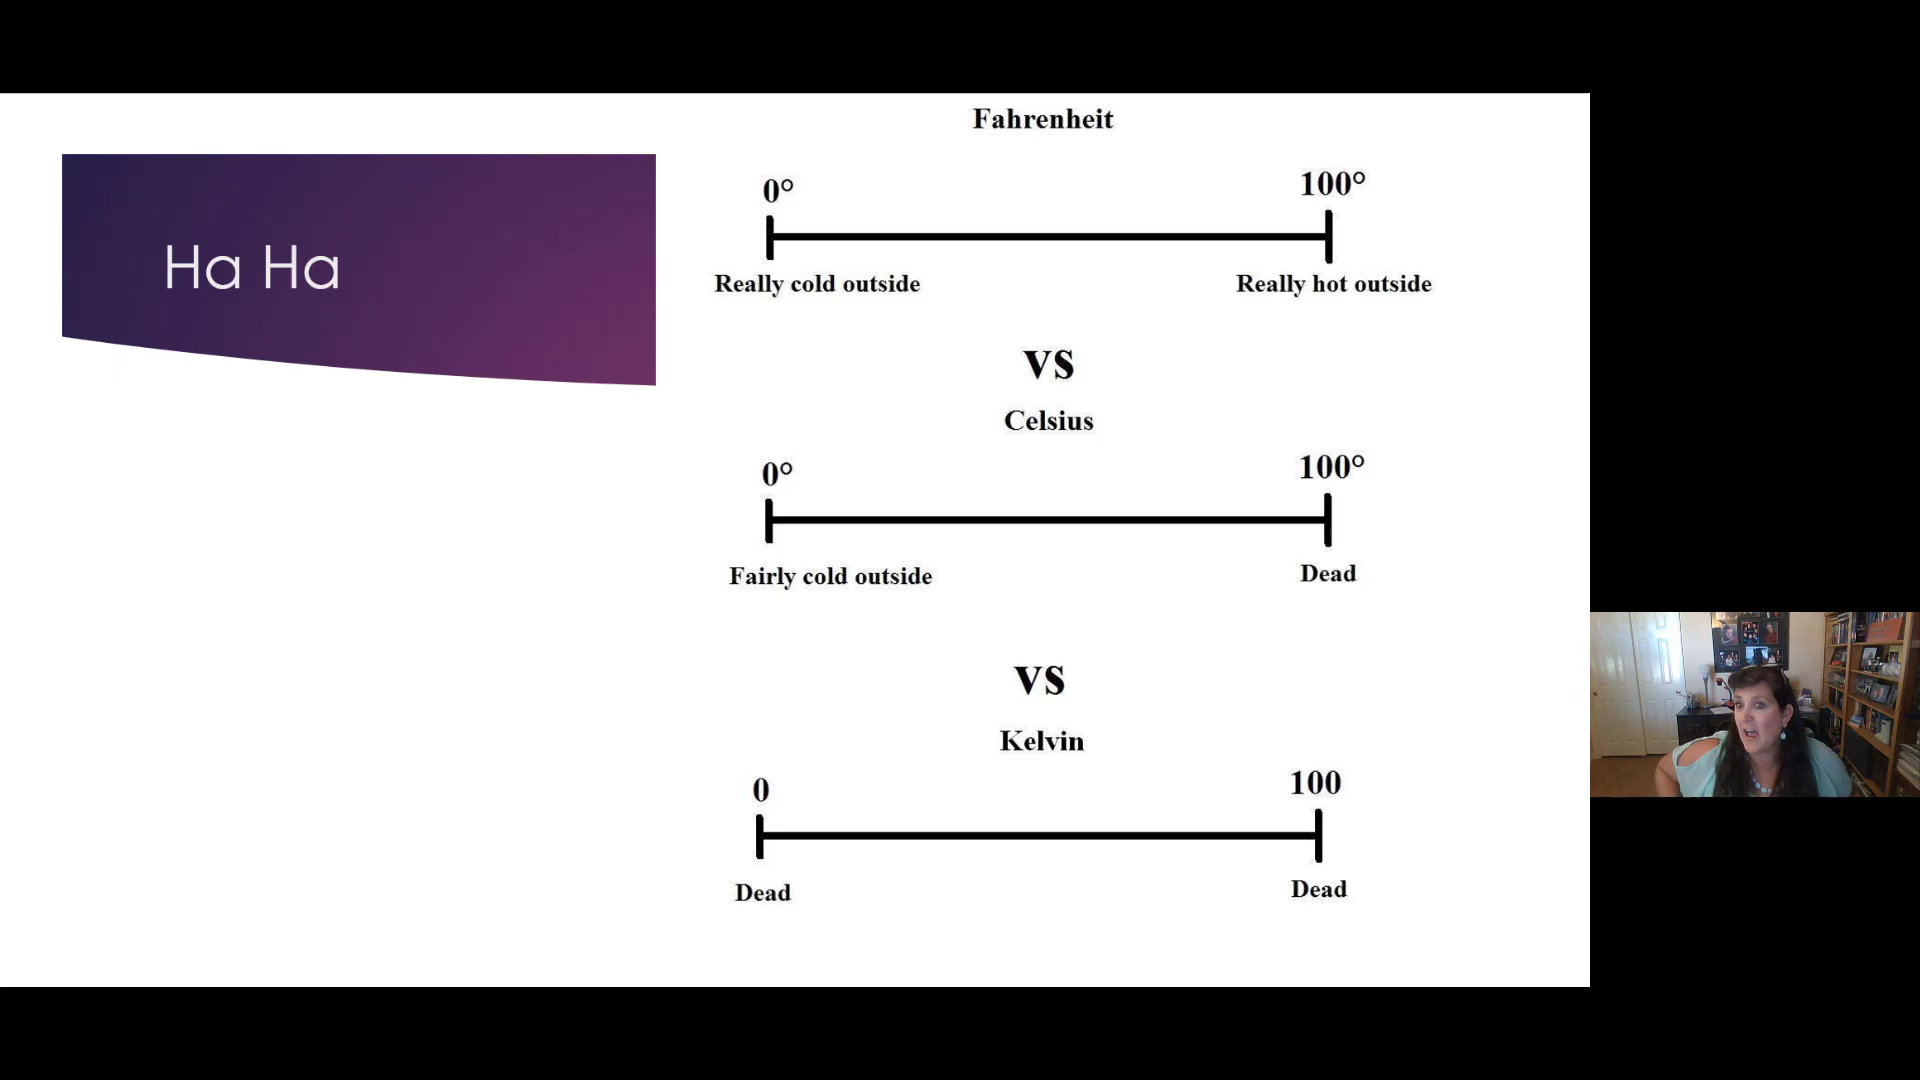 Ha Ha
Fahrenheit
0° 100°
Really cold outside Really hot outside
VS
Celsius
0° 100°
Fairly cold outside Dead
VS
Kelvin
0 100
Dead Dead